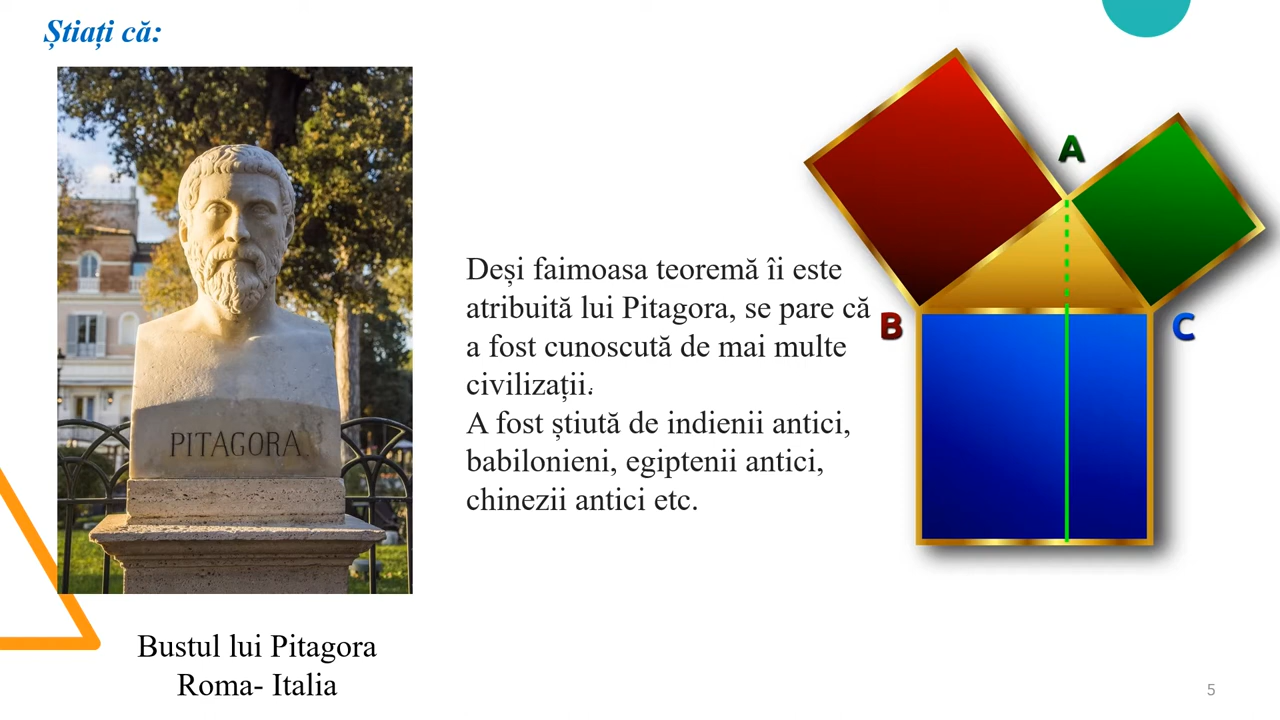 Știați că:
PITAGORA
Deși faimoasa teoremă îi este
atribuită lui Pitagora, se pare că
a fost cunoscută de mai multe
civilizații.
A fost știută de indienii antici,
babilonieni, egiptenii antici,
chinezii antici etc.
A
B
C
Bustul lui Pitagora
Roma- Italia
5